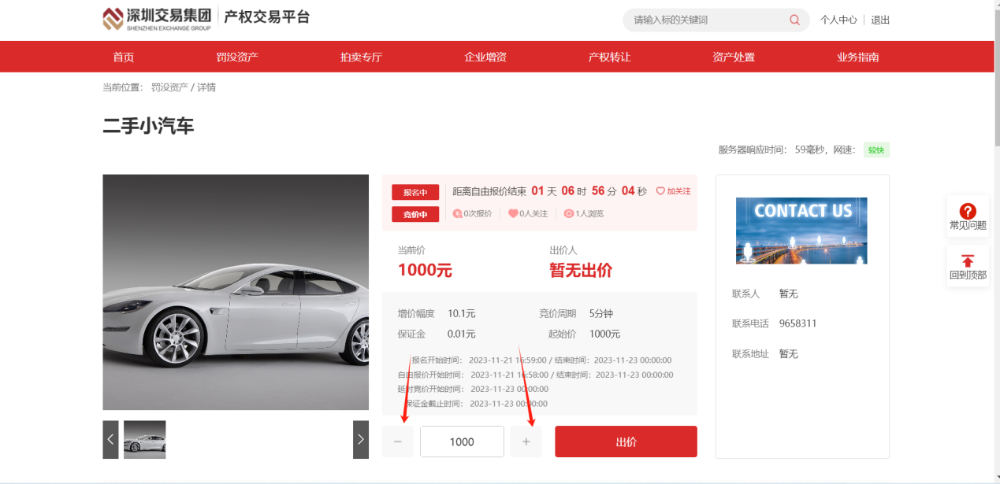 深圳交易集团 产权交易平台
SHENZHEN EXCHANGE GROUP
请输入标的关键词
个人中心 | 退出
首页 罚没资产 拍卖专厅 企业增资 产权转让 资产处置 业务指南
当前位置： 罚没资产 / 详情
二手小汽车
服务器响应时间： 59毫秒，网速： 较快
报名中
竞价中
距离自由报价结束 01 天 06 时 56 分 04 秒 加关注
0次报价 0人关注 1人浏览
当前价 出价人
1000元 暂无出价
增价幅度 10.1元 竞价周期 5分钟
保证金 0.01元 起始价 1000元
报名开始时间： 2023-11-21 16:59:00 / 结束时间：2023-11-23 00:00:00
自由报价开始时间： 2023-11-21 16:58:00 / 结束时间：2023-11-23 00:00:00
延时竞价开始时间： 2023-11-23 00:00:00
保证金截止时间： 2023-11-23 00:00:00
− 1000 + 出价
CONTACT US
联系人 暂无
联系电话 9658311
联系地址 暂无
常见问题
回到顶部